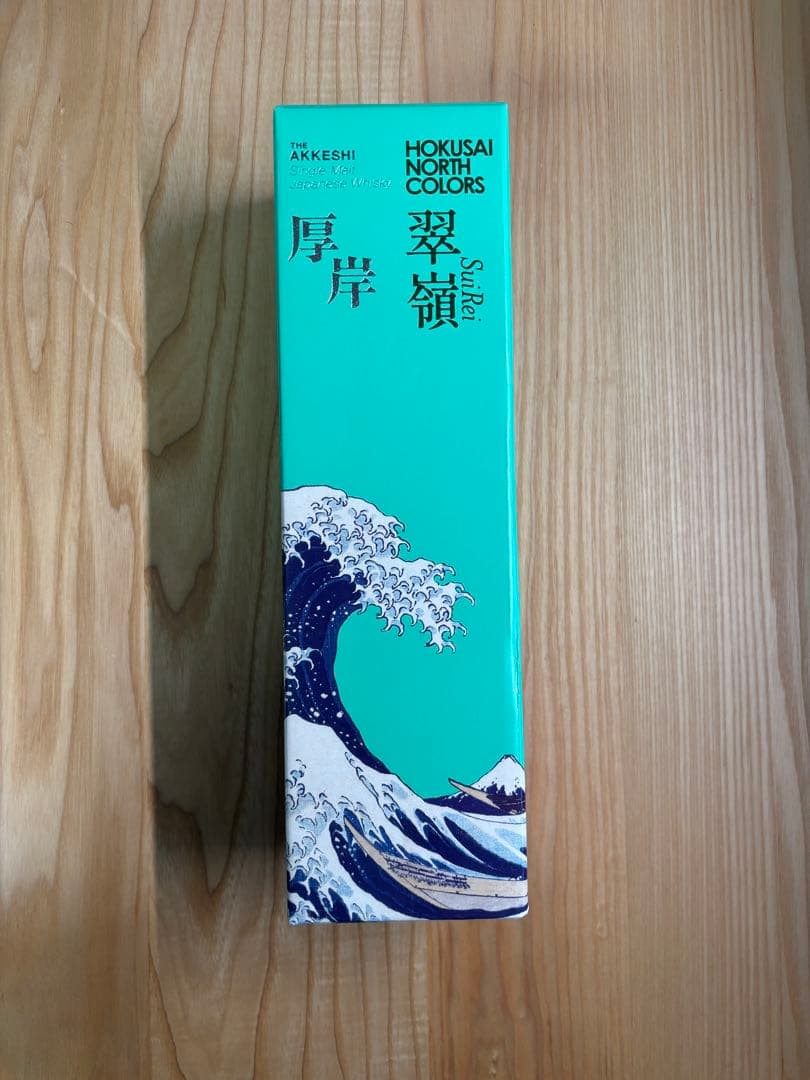 THE
AKKESHI
Single Malt
Japanese Whisky
厚岸
HOKUSAI
NORTH
COLORS
翠嶺
SuiRei